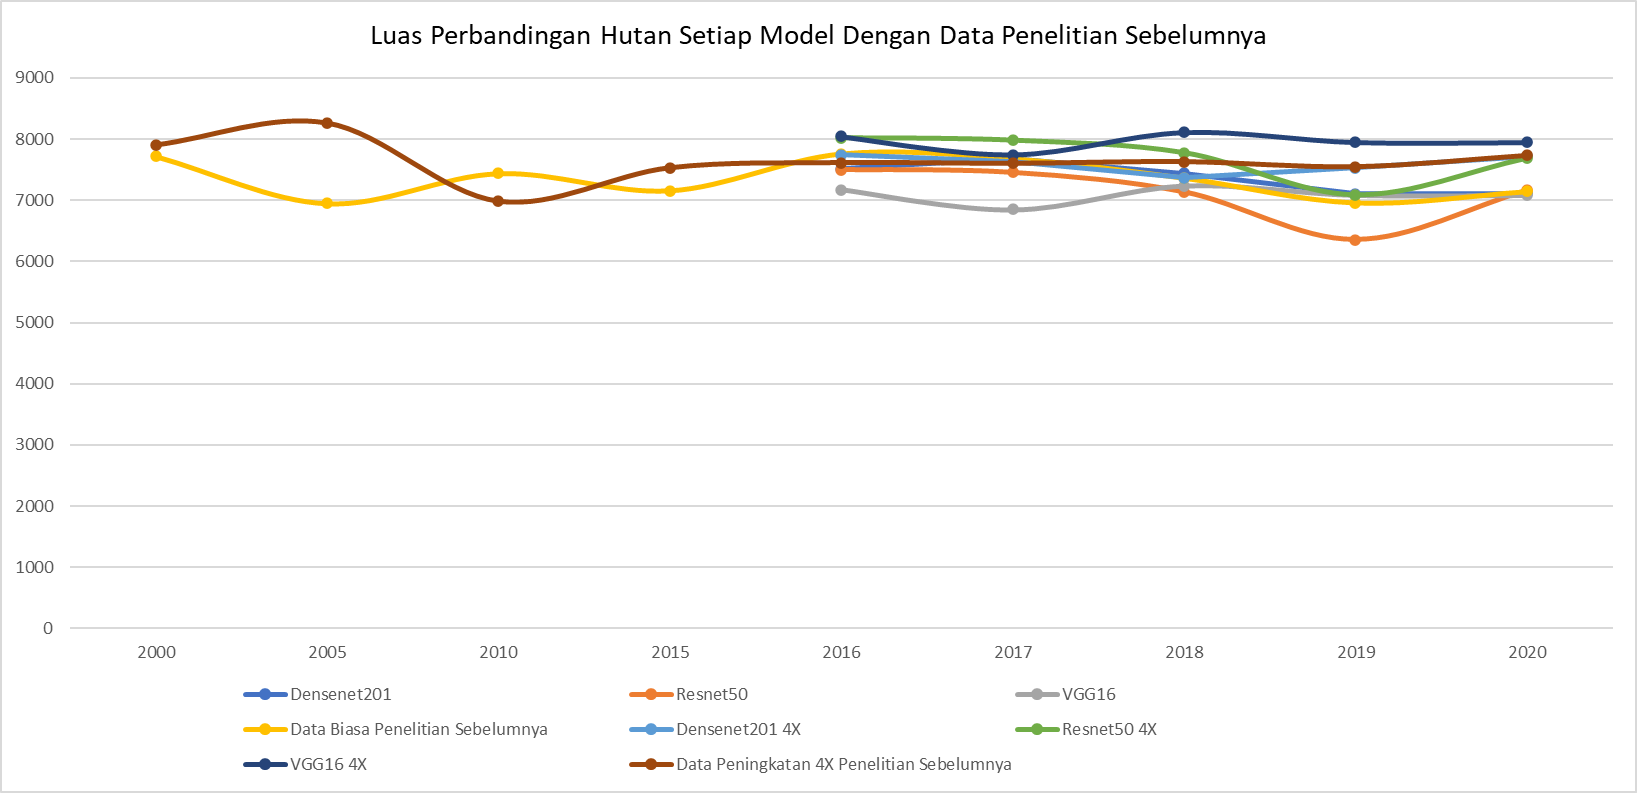 Luas Perbandingan Hutan Setiap Model Dengan Data Penelitian Sebelumnya
9000
8000
7000
6000
5000
4000
3000
2000
1000
0
2000 2005 2010 2015 2016 2017 2018 2019 2020
Densenet201 Resnet50 VGG16
Data Biasa Penelitian Sebelumnya Densenet201 4X Resnet50 4X
VGG16 4X Data Peningkatan 4X Penelitian Sebelumnya